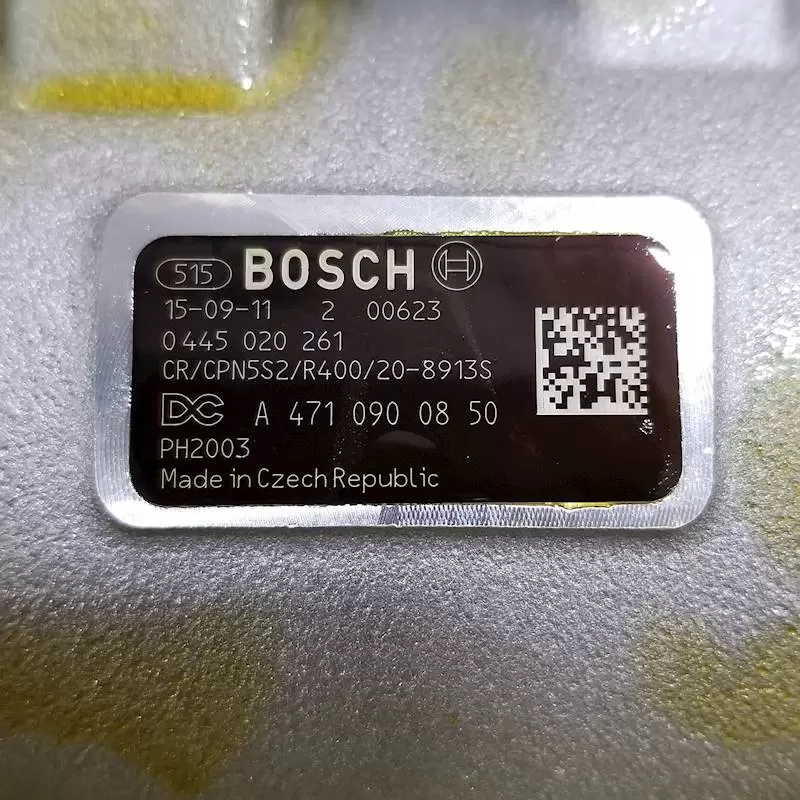 515 BOSCH
15-09-11 2 00623
0 445 020 261
CR/CPN5S2/R400/20-8913S
DC A 471 090 08 50
PH2003
Made in Czech Republic